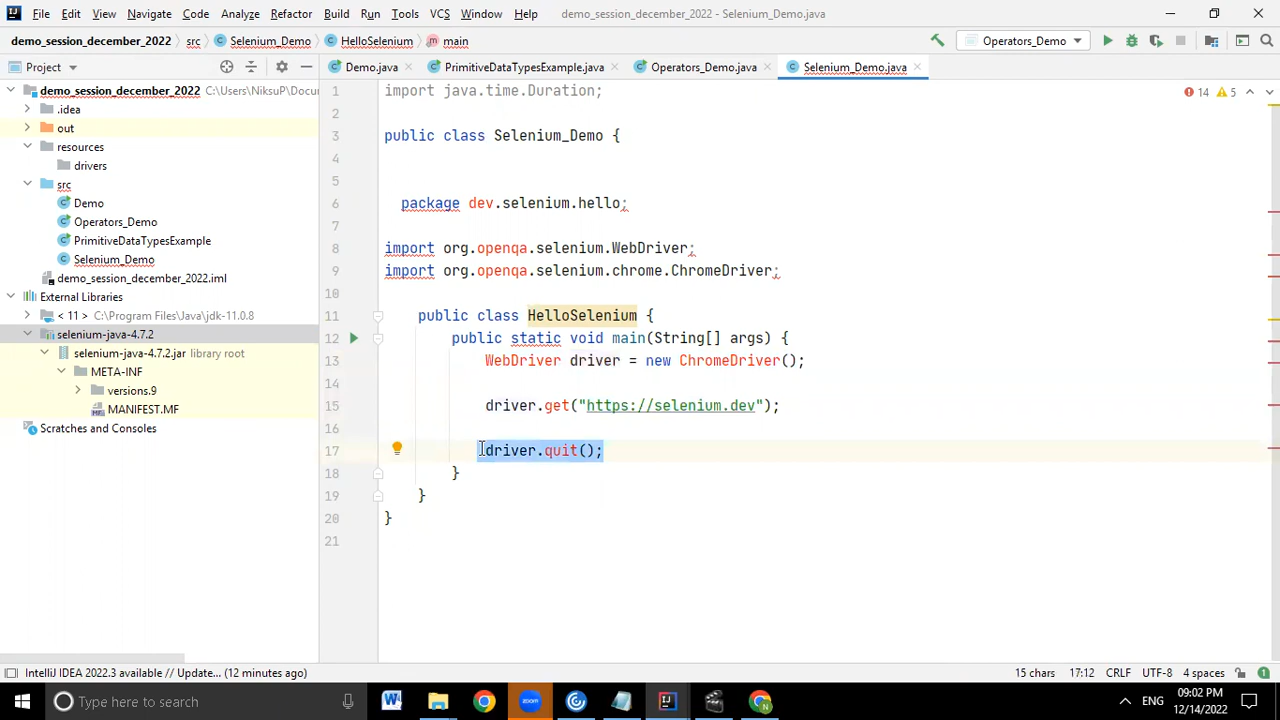 File Edit View Navigate Code Analyze Refactor Build Run Tools VCS Window Help demo_session_december_2022 - Selenium_Demo.java
demo_session_december_2022 src Selenium_Demo HelloSelenium main Operators_Demo
Project Demo.java PrimitiveDataTypesExample.java Operators_Demo.java Selenium_Demo.java
demo_session_december_2022 C:\Users\NiksuP\Docu
.idea
out
resources
drivers
src
Demo
Operators_Demo
PrimitiveDataTypesExample
Selenium_Demo
demo_session_december_2022.iml
External Libraries
< 11 > C:\Program Files\Java\jdk-11.0.8
selenium-java-4.7.2
selenium-java-4.7.2.jar library root
META-INF
versions.9
MANIFEST.MF
Scratches and Consoles
14 5
1 import java.time.Duration;
2
3 public class Selenium_Demo {
4
5
6 package dev.selenium.hello;
7
8 import org.openqa.selenium.WebDriver;
9 import org.openqa.selenium.chrome.ChromeDriver;
10
11 public class HelloSelenium {
12 public static void main(String[] args) {
13 WebDriver driver = new ChromeDriver();
14
15 driver.get("https://selenium.dev");
16
17 driver.quit();
18 }
19 }
20 }
21
IntelliJ IDEA 2022.3 available // Update... (12 minutes ago) 15 chars 17:12 CRLF UTF-8 4 spaces
Type here to search zoom ENG 09:02 PM
12/14/2022